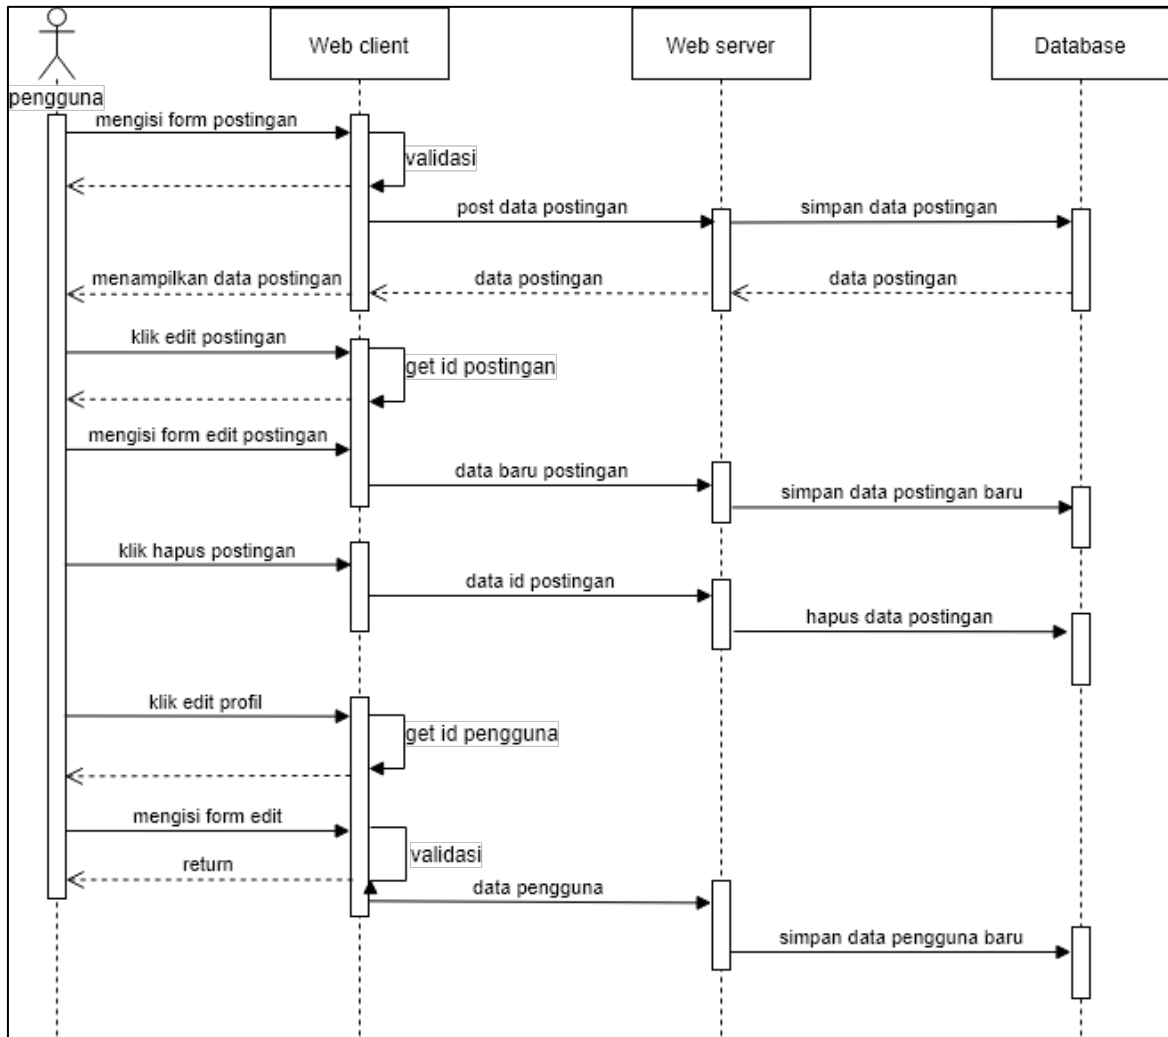 Web client
Web server
Database
pengguna
mengisi form postingan
validasi
post data postingan
simpan data postingan
menampilkan data postingan
data postingan
data postingan
klik edit postingan
get id postingan
mengisi form edit postingan
data baru postingan
simpan data postingan baru
klik hapus postingan
data id postingan
hapus data postingan
klik edit profil
get id pengguna
mengisi form edit
validasi
return
data pengguna
simpan data pengguna baru